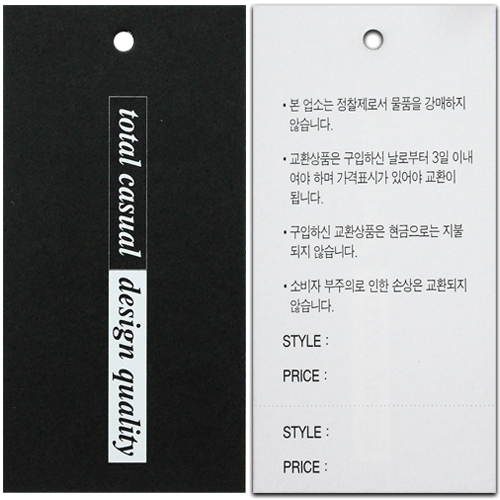 total casual design quality
• 본 업소는 정찰제로서 물품을 강매하지
않습니다.
• 교환상품은 구입하신 날로부터 3일 이내
여야 하며 가격표시가 있어야 교환이
됩니다.
• 구입하신 교환상품은 현금으로는 지불
되지 않습니다.
• 소비자 부주의로 인한 손상은 교환되지
않습니다.
STYLE :
PRICE :
STYLE :
PRICE :